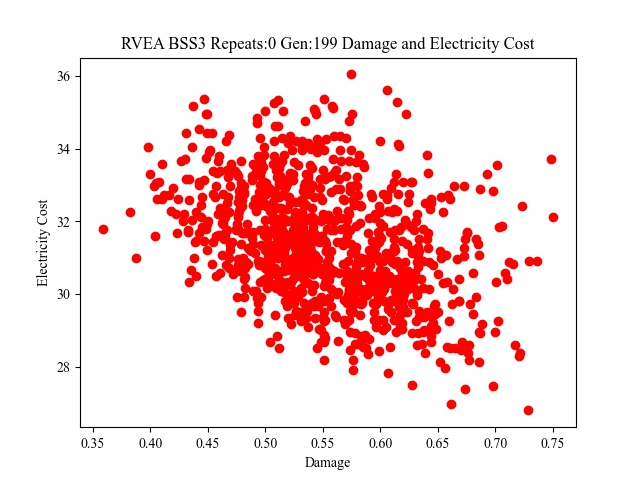 RVEA BSS3 Repeats:0 Gen:199 Damage and Electricity Cost
36
34
32
30
28
Electricity Cost
0.35 0.40 0.45 0.50 0.55 0.60 0.65 0.70 0.75
Damage